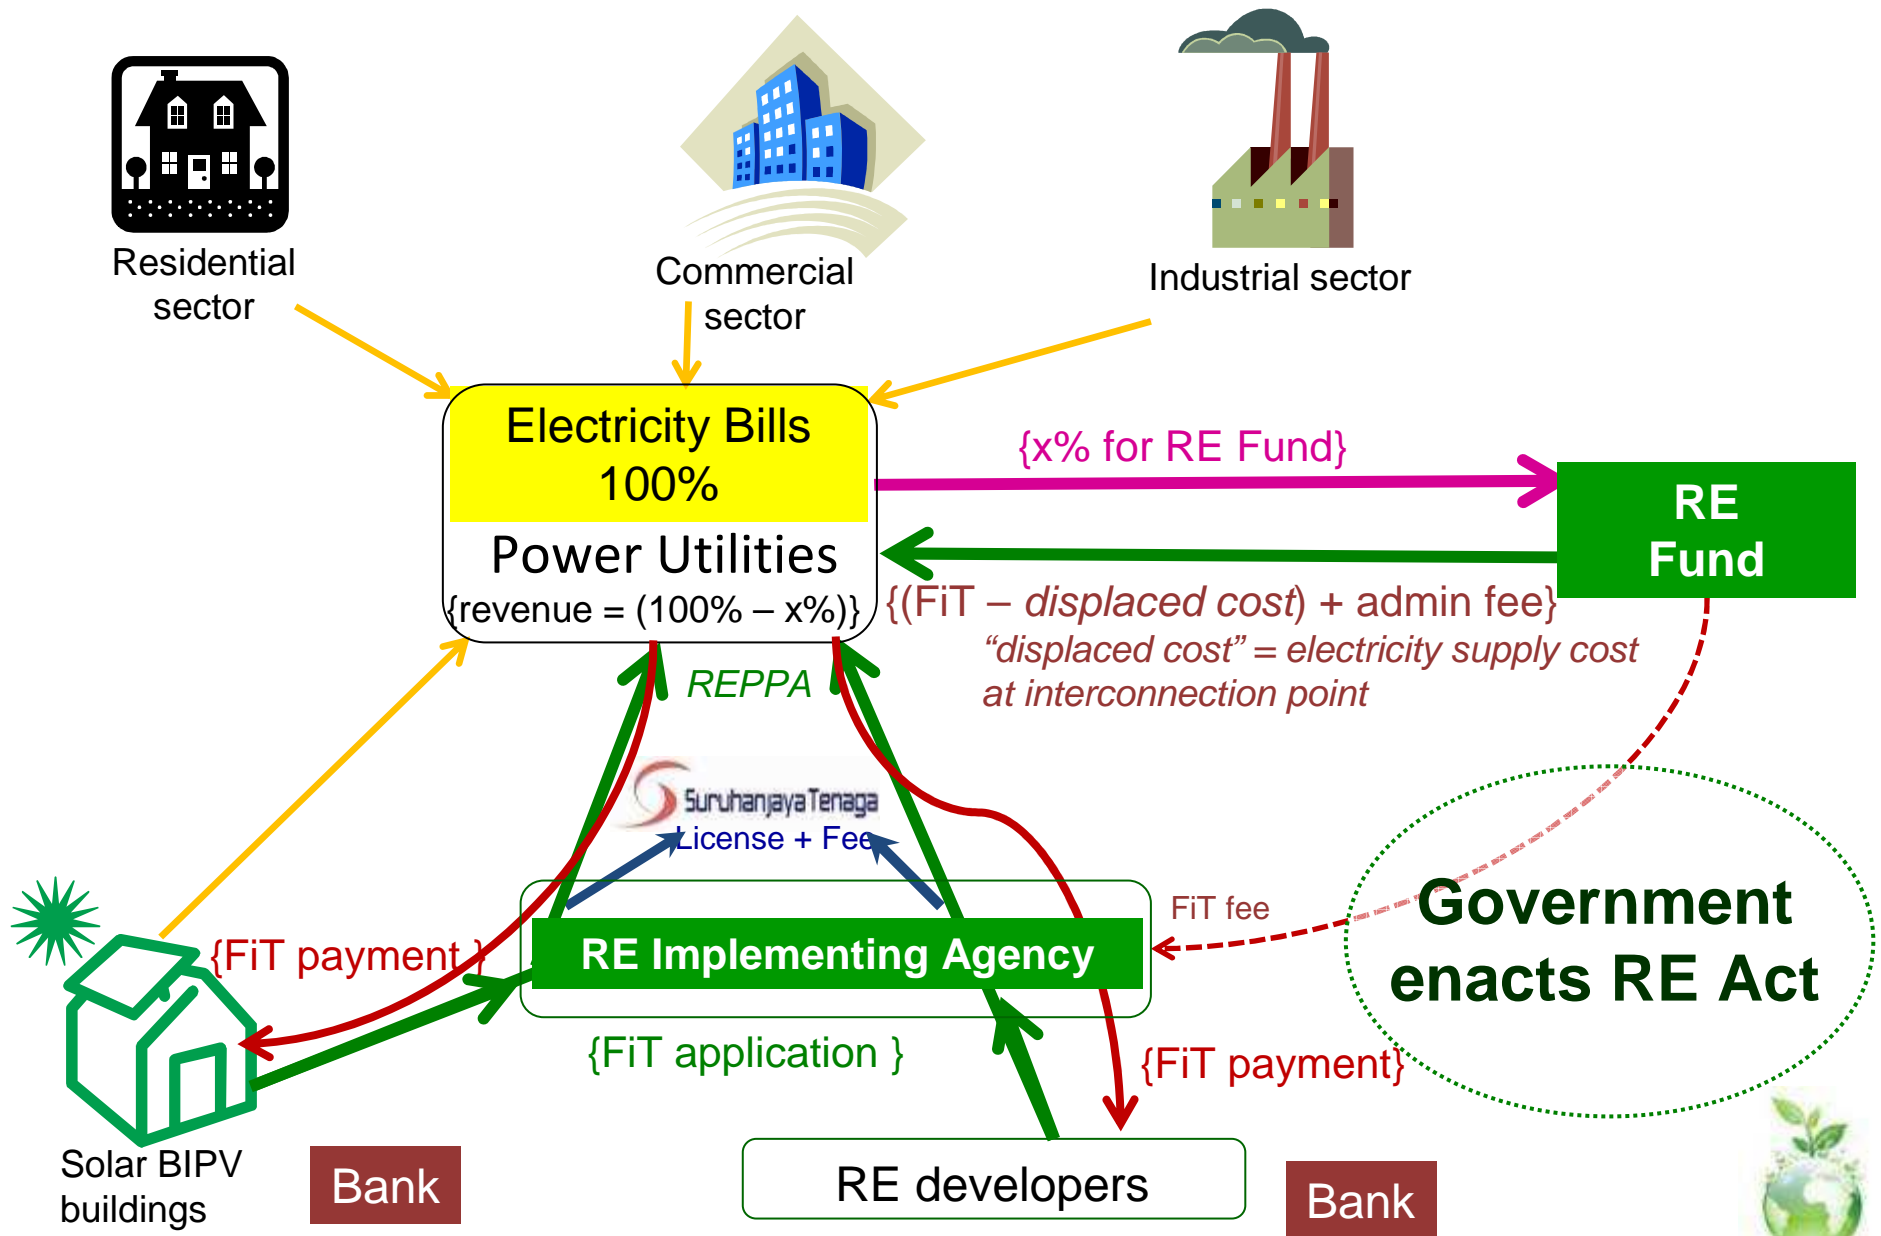 Residential
sector
Commercial
sector
Industrial sector
Electricity Bills
100%
Power Utilities
{revenue = (100% – x%)}
{x% for RE Fund}
RE
Fund
{(FiT – displaced cost) + admin fee}
“displaced cost” = electricity supply cost
at interconnection point
REPPA
Suruhanjaya Tenaga
License + Fee
FiT fee
Government
enacts RE Act
{FiT payment }
RE Implementing Agency
{FiT application }
{FiT payment}
Solar BIPV
buildings
Bank
RE developers
Bank